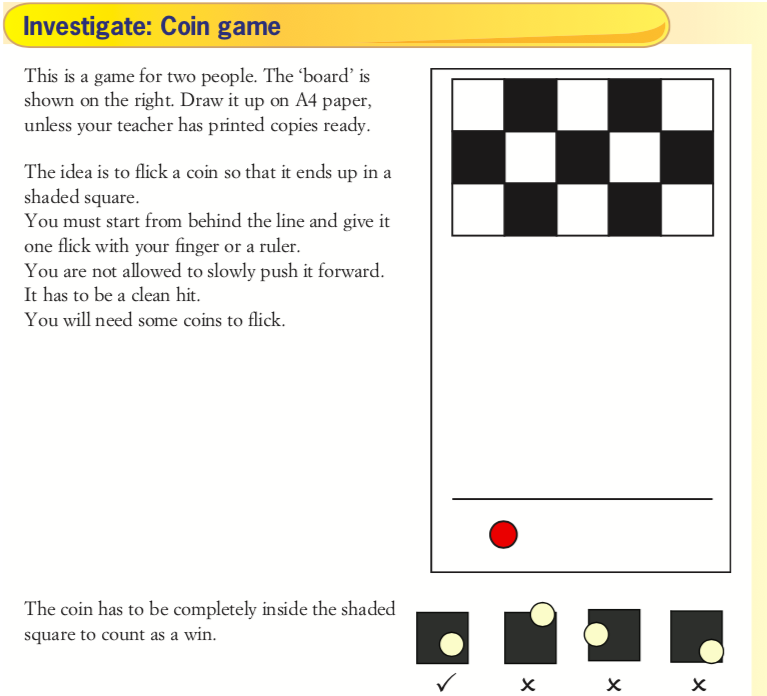 Investigate: Coin game
This is a game for two people. The ‘board’ is
shown on the right. Draw it up on A4 paper,
unless your teacher has printed copies ready.
The idea is to flick a coin so that it ends up in a
shaded square.
You must start from behind the line and give it
one flick with your finger or a ruler.
You are not allowed to slowly push it forward.
It has to be a clean hit.
You will need some coins to flick.
The coin has to be completely inside the shaded
square to count as a win.
✓ ✗ ✗ ✗